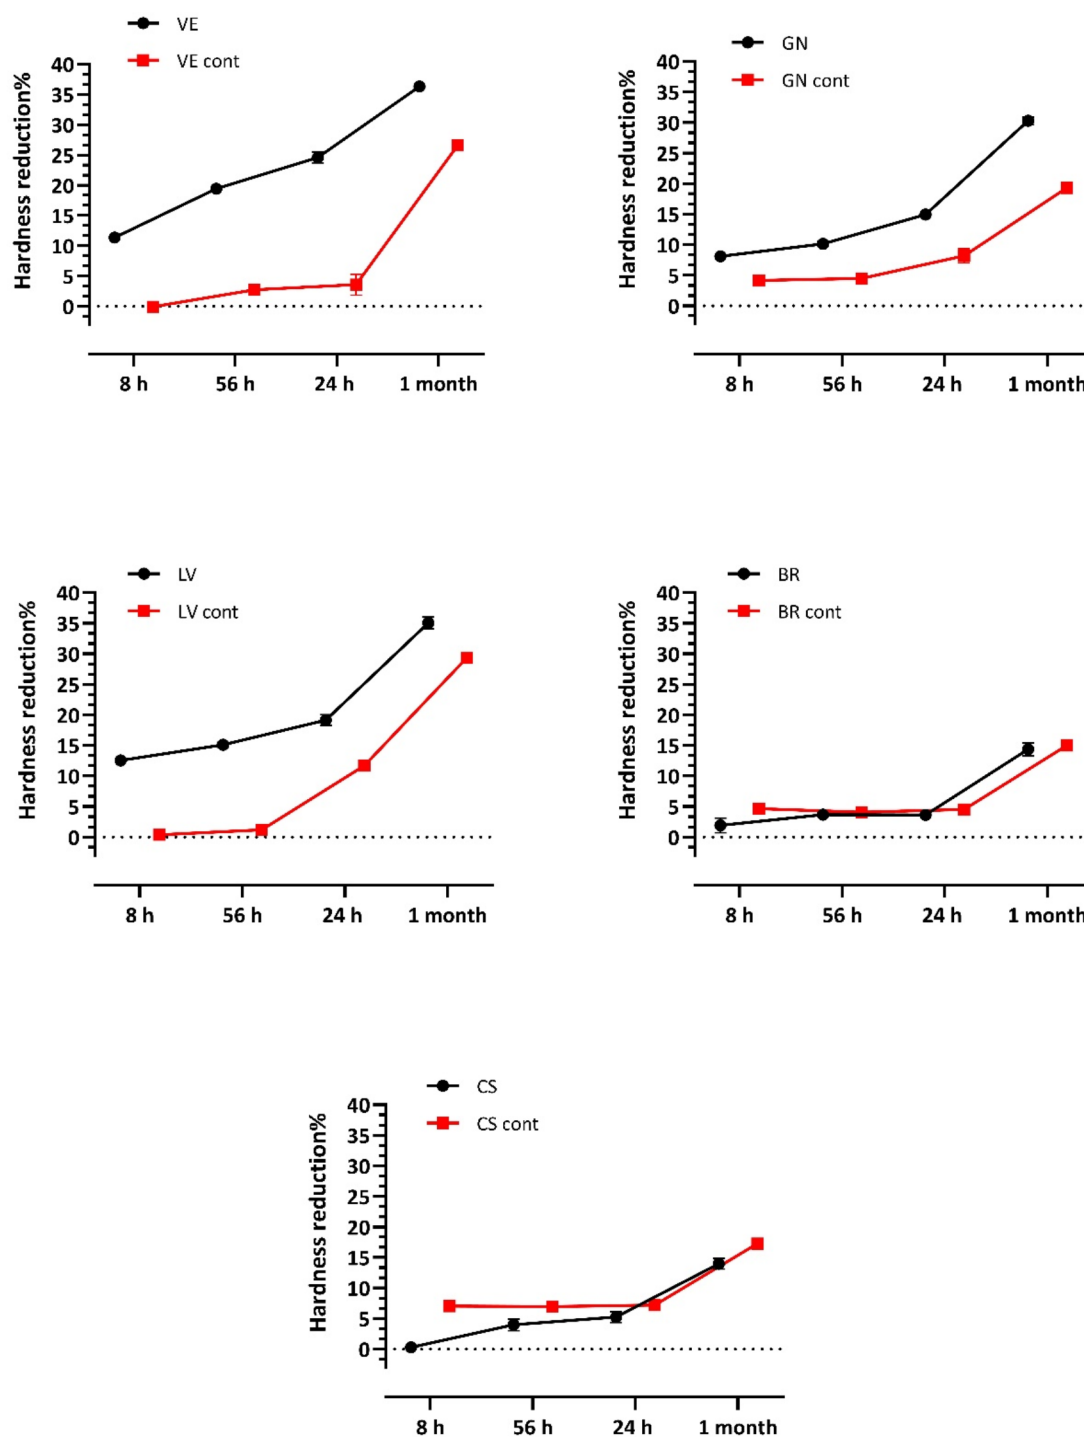 VE
VE cont
Hardness reduction%
40
35
30
25
20
15
10
5
0
8 h
56 h
24 h
1 month
GN
GN cont
Hardness reduction%
40
35
30
25
20
15
10
5
0
8 h
56 h
24 h
1 month
LV
LV cont
Hardness reduction%
40
35
30
25
20
15
10
5
0
8 h
56 h
24 h
1 month
BR
BR cont
Hardness reduction%
40
35
30
25
20
15
10
5
0
8 h
56 h
24 h
1 month
CS
CS cont
Hardness reduction%
40
35
30
25
20
15
10
5
0
8 h
56 h
24 h
1 month